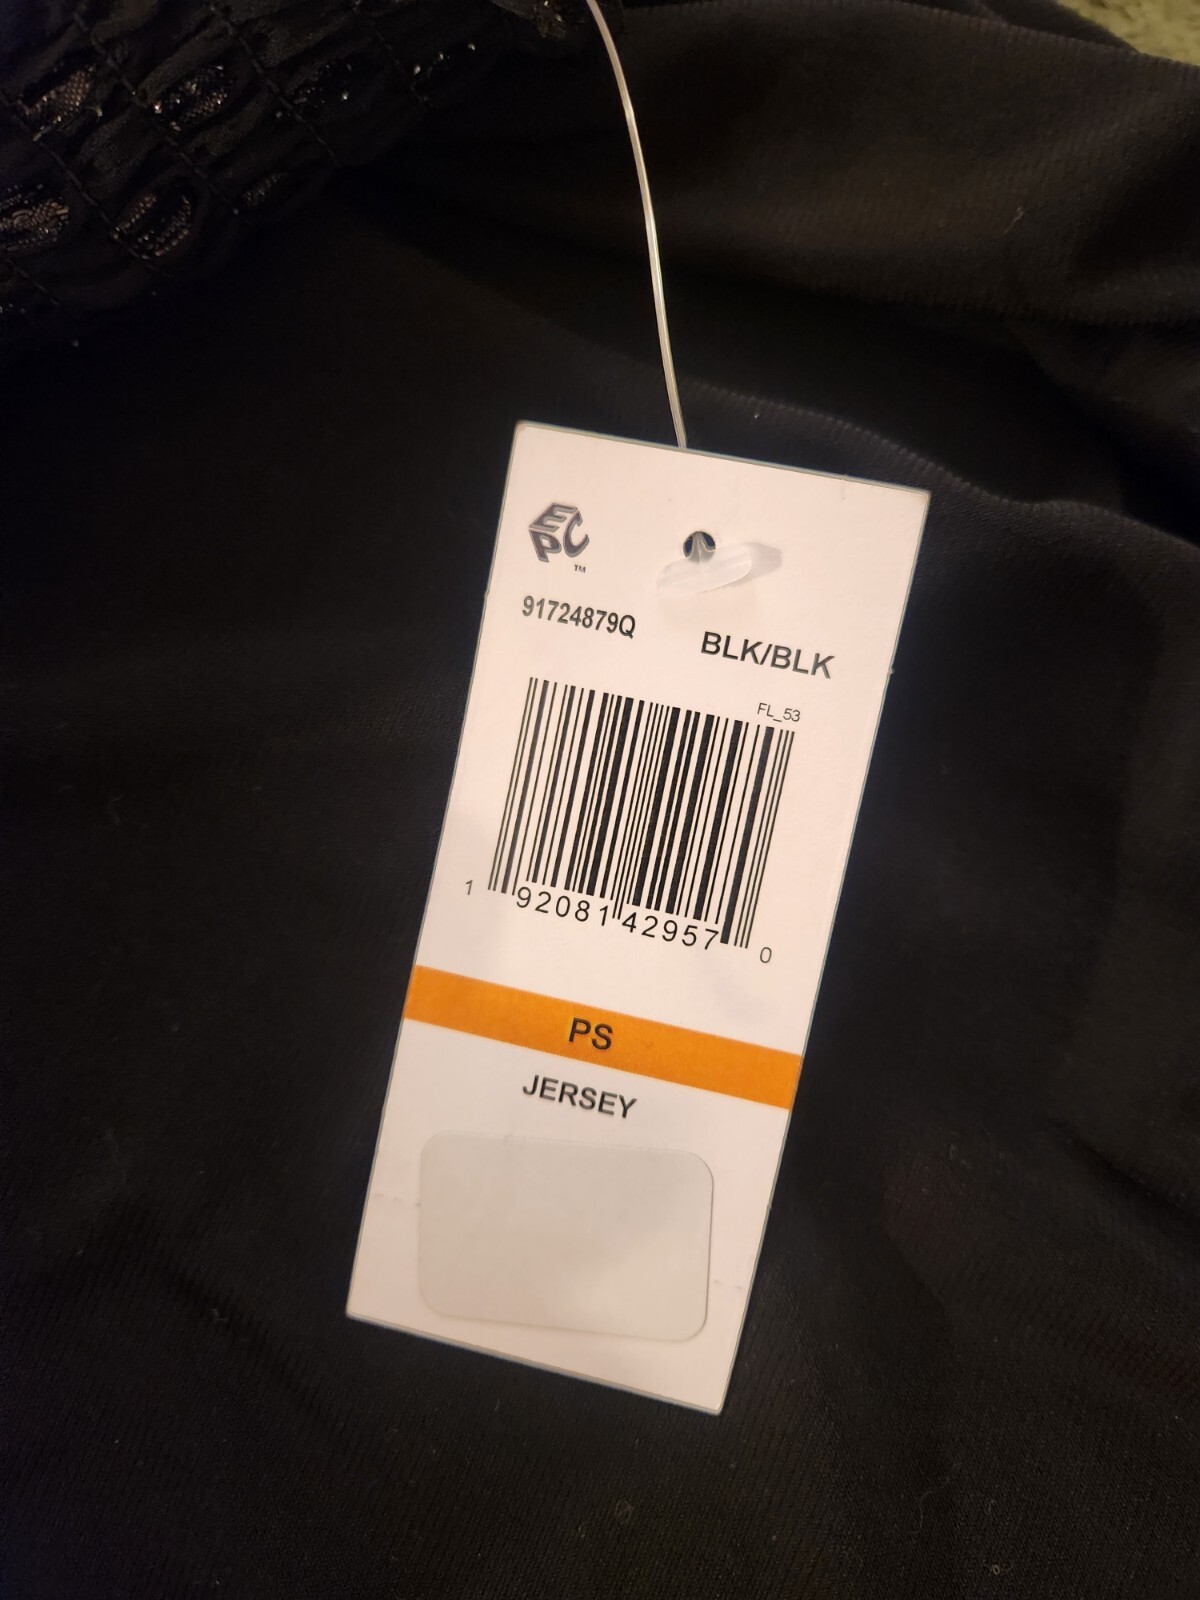 EPC
TM
91724879Q
BLK/BLK
FL_53
1 92081 42957 0
PS
JERSEY